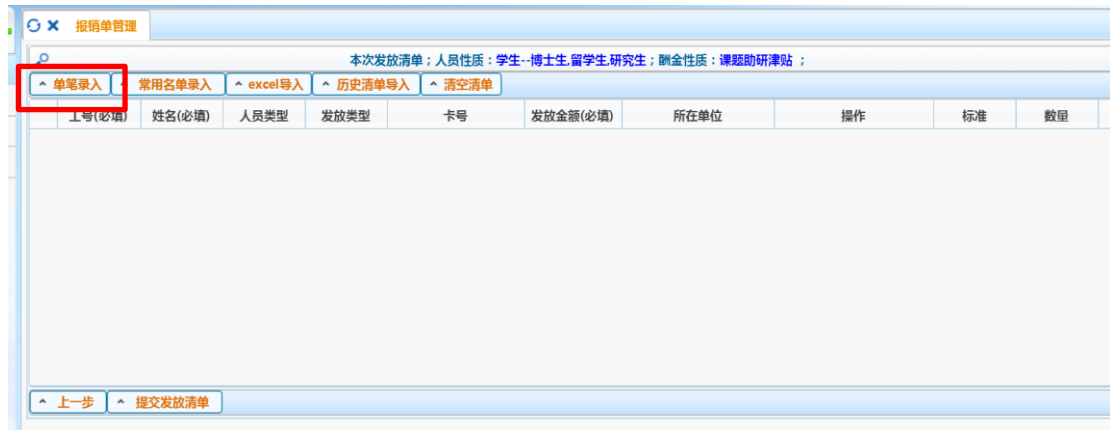 报销单管理
本次发放清单；人员性质：学生--博士生,留学生,研究生；酬金性质：课题助研津贴 ；
单笔录入 常用名单录入 excel导入 历史清单导入 清空清单
工号(必填) 姓名(必填) 人员类型 发放类型 卡号 发放金额(必填) 所在单位 操作 标准 数量
上一步 提交发放清单